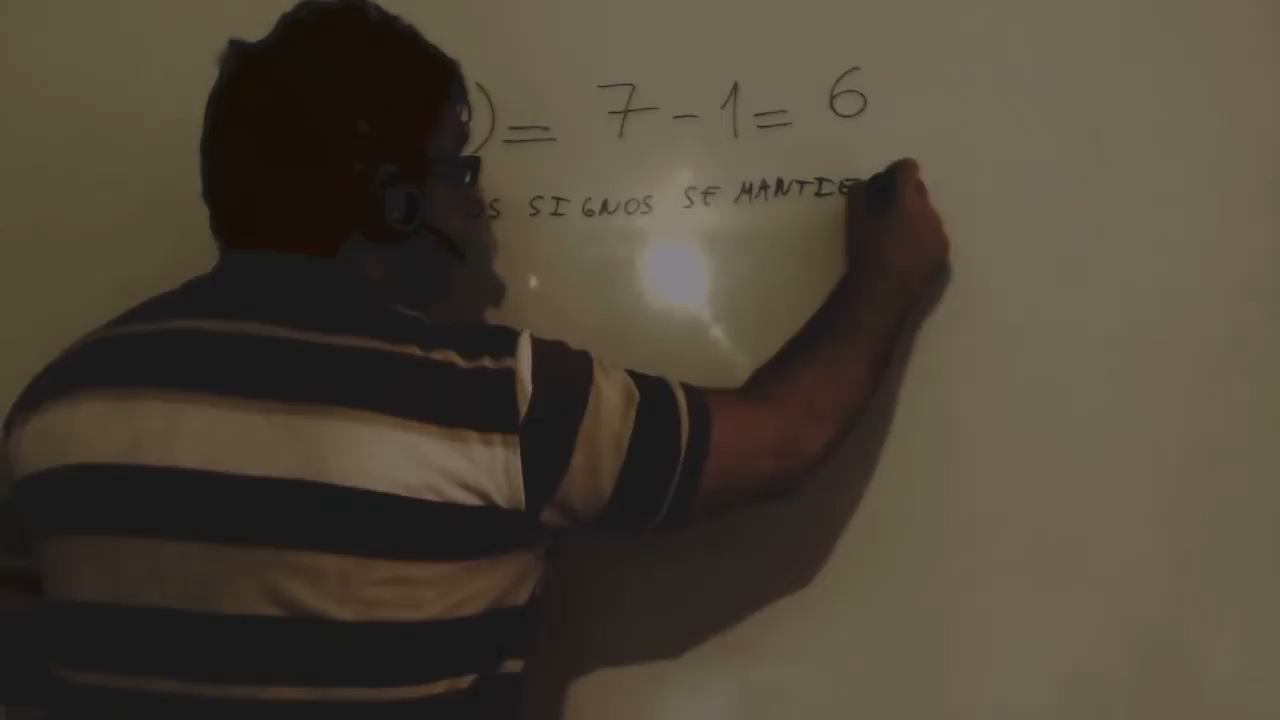 ) = 7 - 1 = 6
OS SIGNOS SE MANTIE